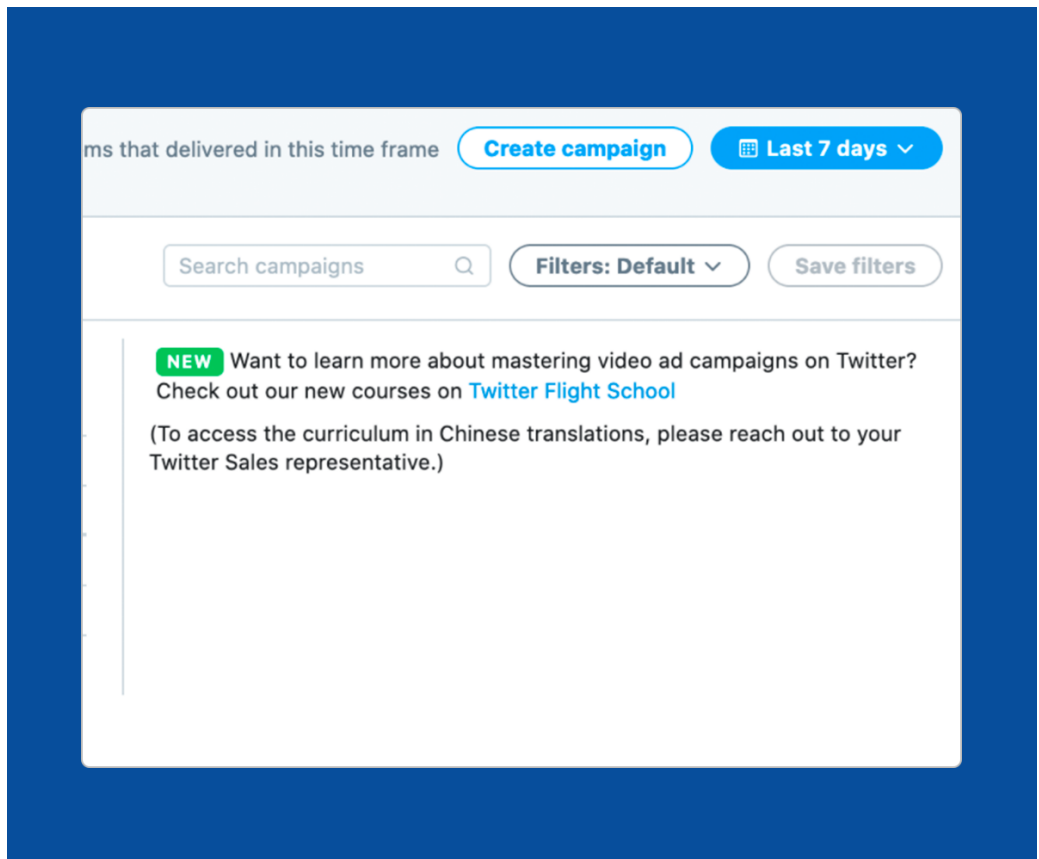 ms that delivered in this time frame
Create campaign
Last 7 days
Search campaigns
Filters: Default
Save filters
NEW Want to learn more about mastering video ad campaigns on Twitter?
Check out our new courses on Twitter Flight School
(To access the curriculum in Chinese translations, please reach out to your
Twitter Sales representative.)